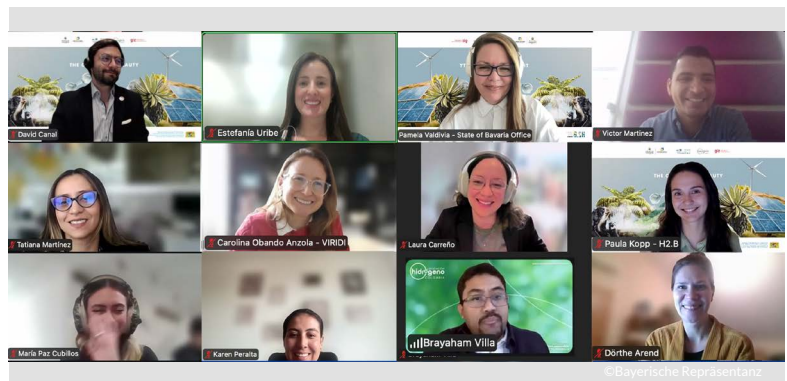 David Canal
Estefanía Uribe
Pamela Valdivia - State of Bavaria Office
Victor Martinez
Tatiana Martínez
Carolina Obando Anzola - VIRIDI
Laura Carreño
Paula Kopp - H2.B
María Paz Cubillos
Karen Peralta
hidrógeno
Brayaham Villa
Dörthe Arend
©Bayerische Repräsentanz